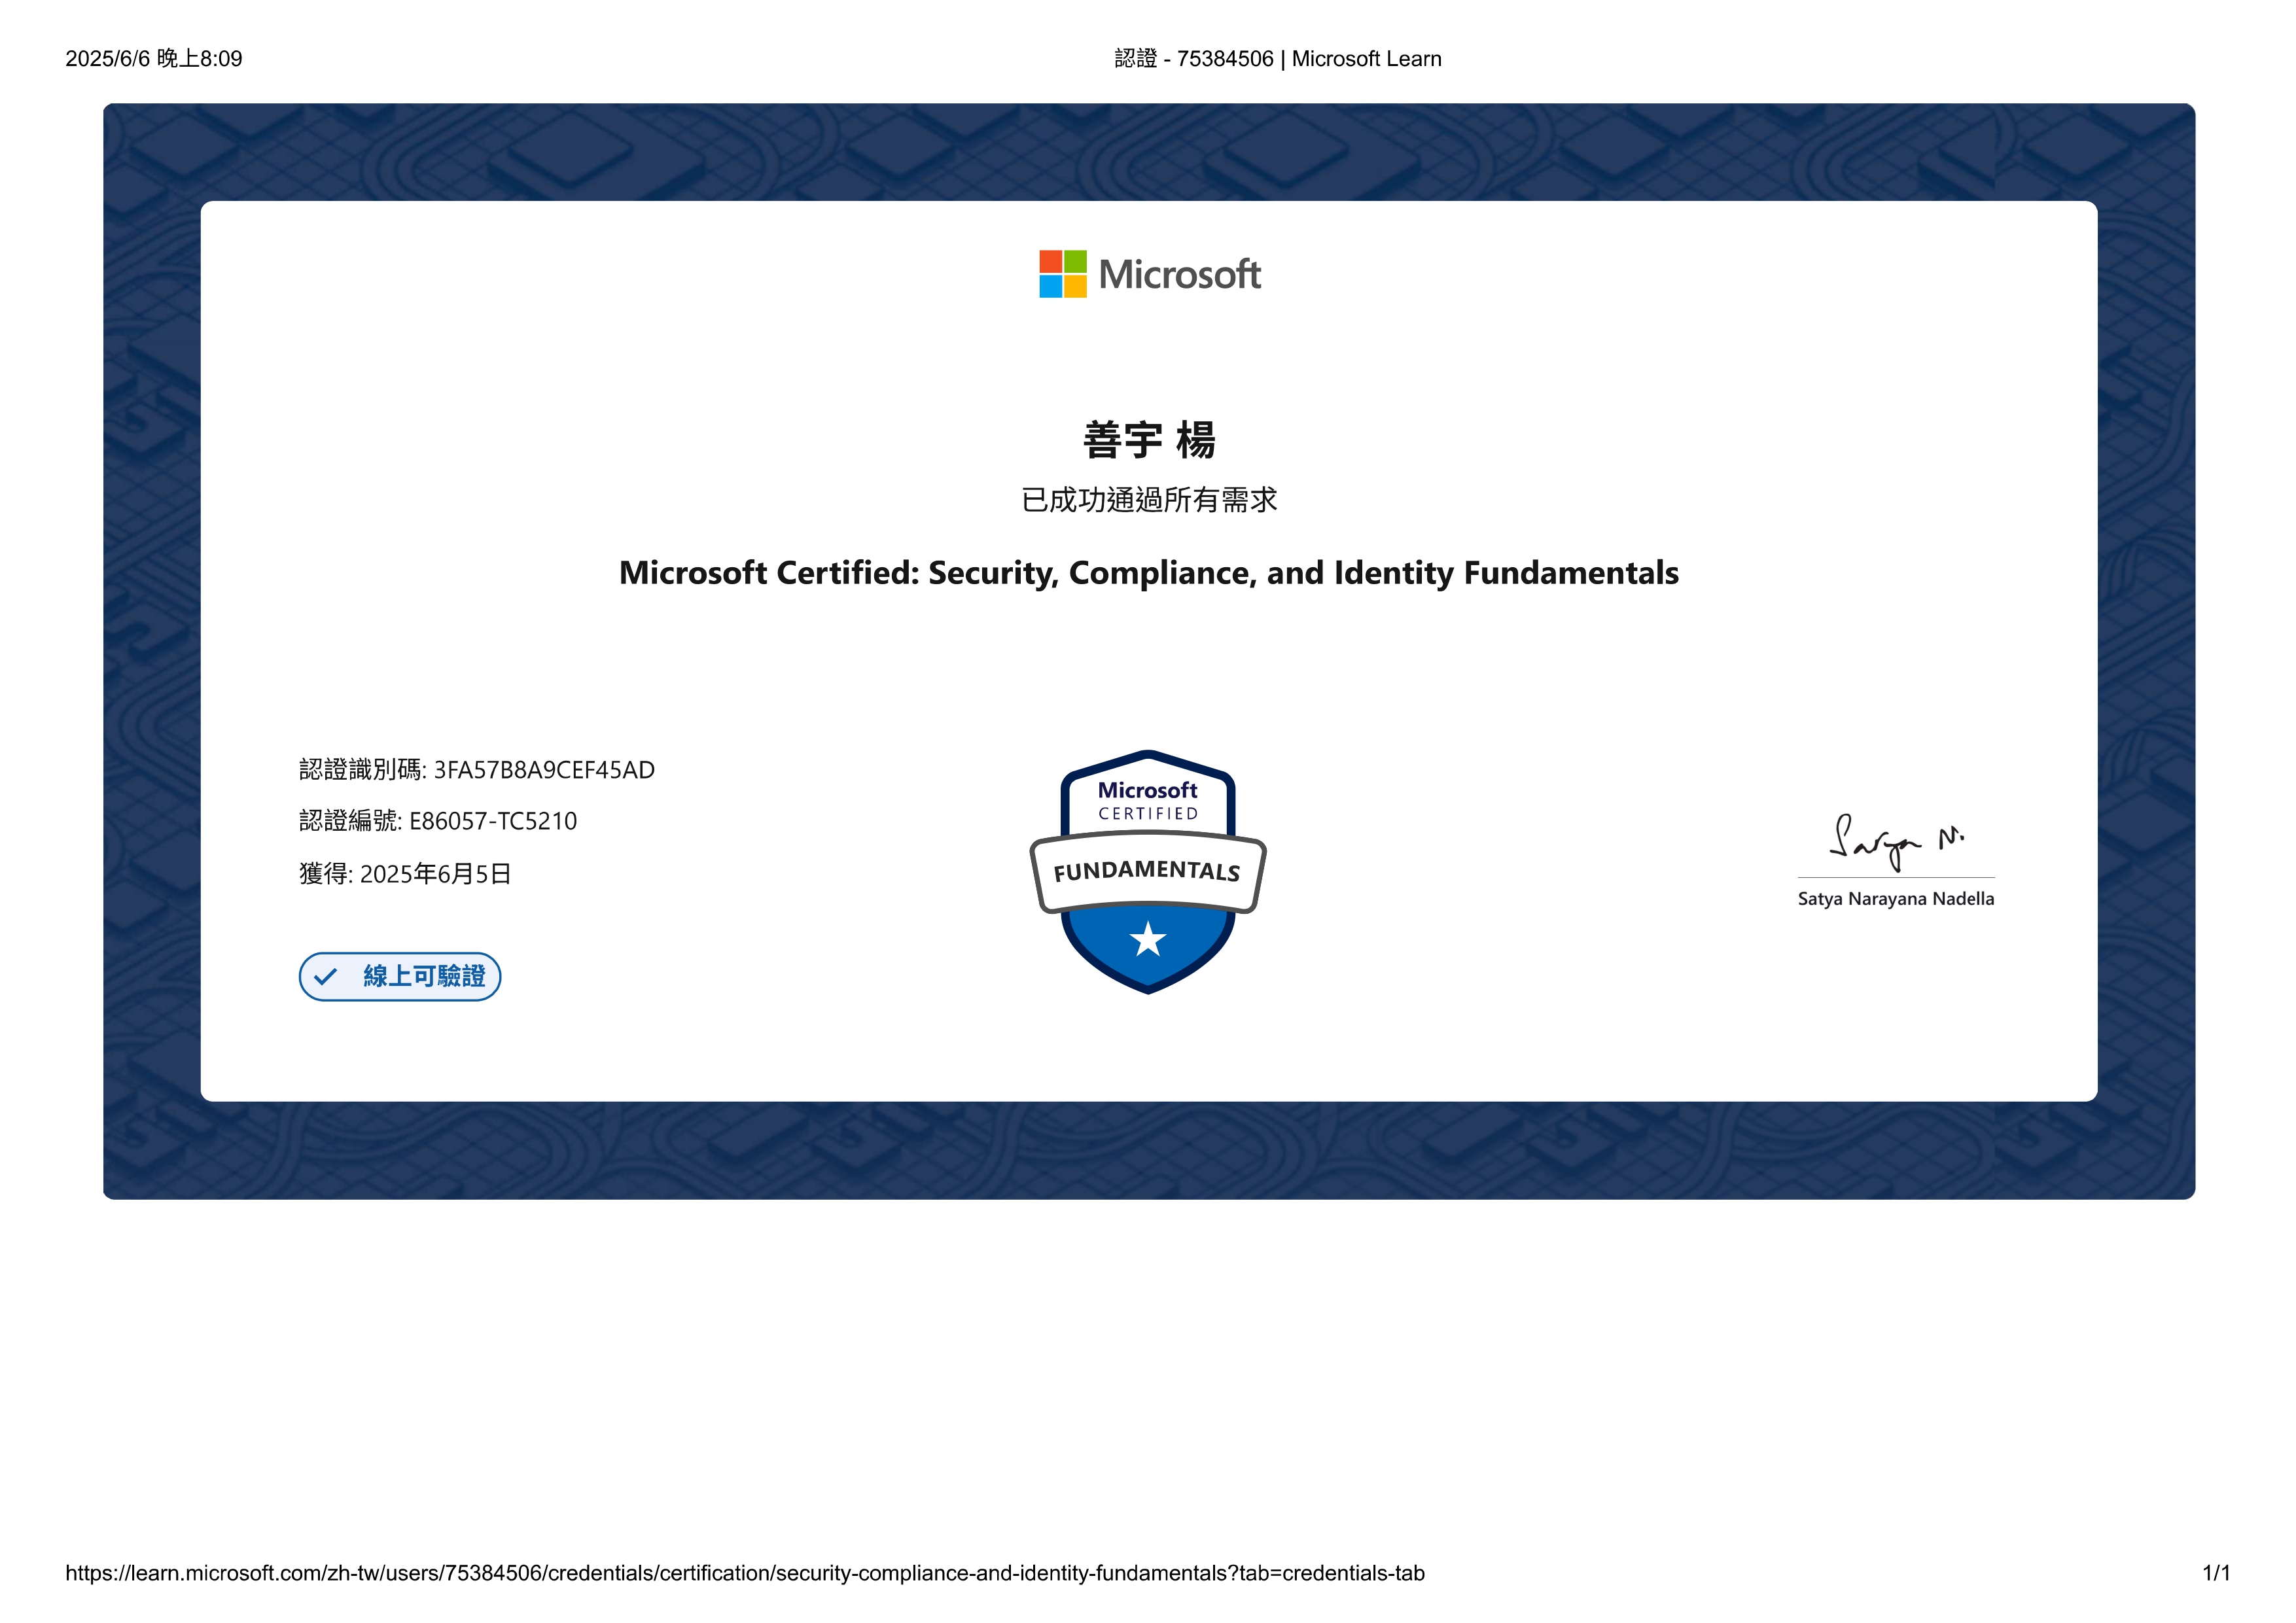 2025/6/6 晚上8:09
認證 - 75384506 | Microsoft Learn
Microsoft
善宇 楊
已成功通過所有需求
Microsoft Certified: Security, Compliance, and Identity Fundamentals
認證識別碼: 3FA57B8A9CEF45AD
認證編號: E86057-TC5210
獲得: 2025年6月5日
線上可驗證
Microsoft
CERTIFIED
FUNDAMENTALS
Satya N.
Satya Narayana Nadella
https://learn.microsoft.com/zh-tw/users/75384506/credentials/certification/security-compliance-and-identity-fundamentals?tab=credentials-tab
1/1